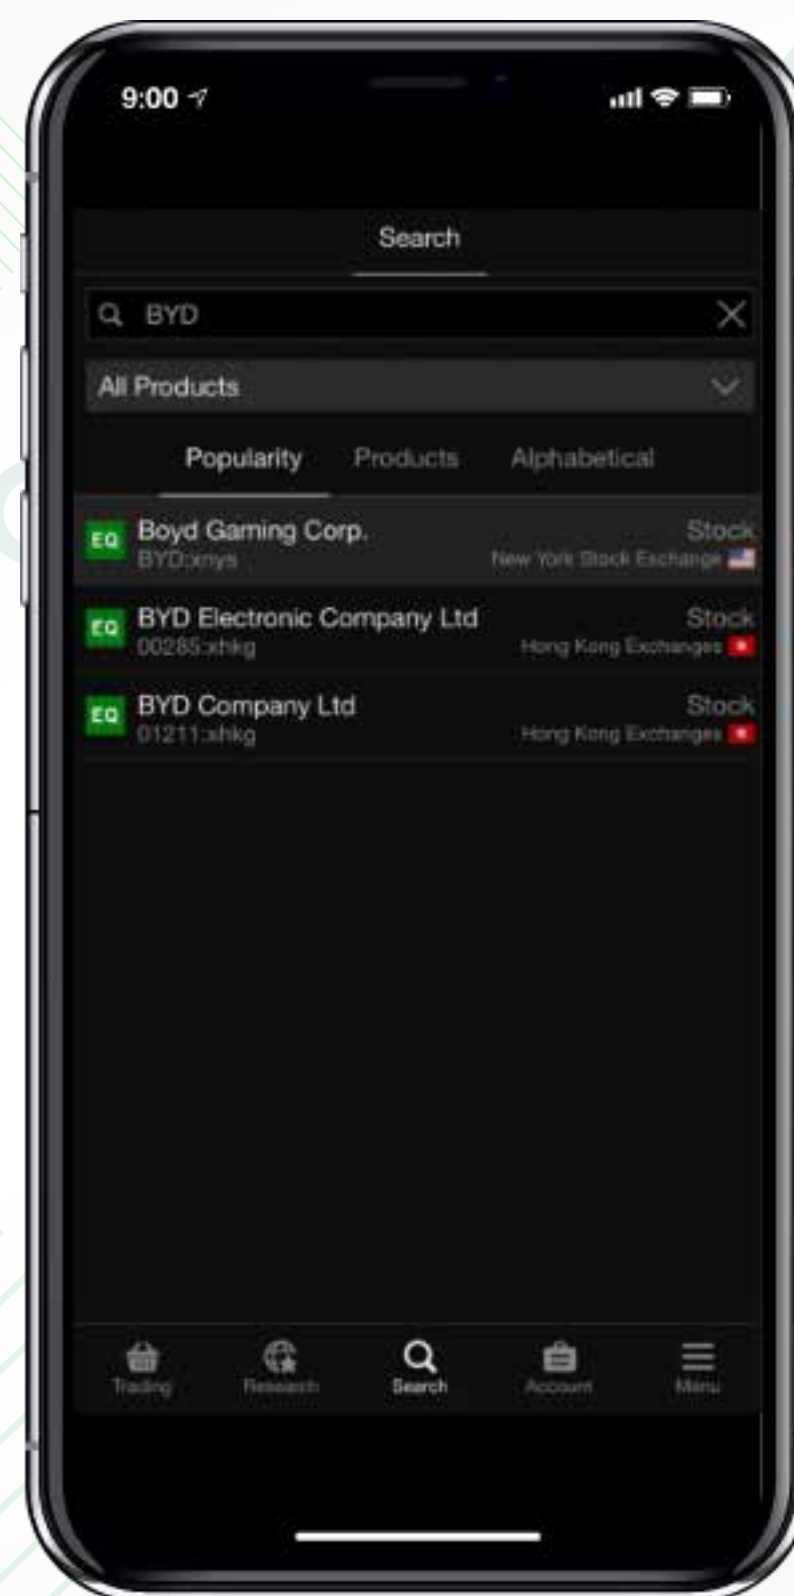 9:00
Search
BYD
All Products
Popularity Products Alphabetical
EQ Boyd Gaming Corp. Stock
BYD:xnys New York Stock Exchange
EQ BYD Electronic Company Ltd Stock
00285:xhkg Hong Kong Exchanges
EQ BYD Company Ltd Stock
01211:xhkg Hong Kong Exchanges
Trading Research Search Account Menu